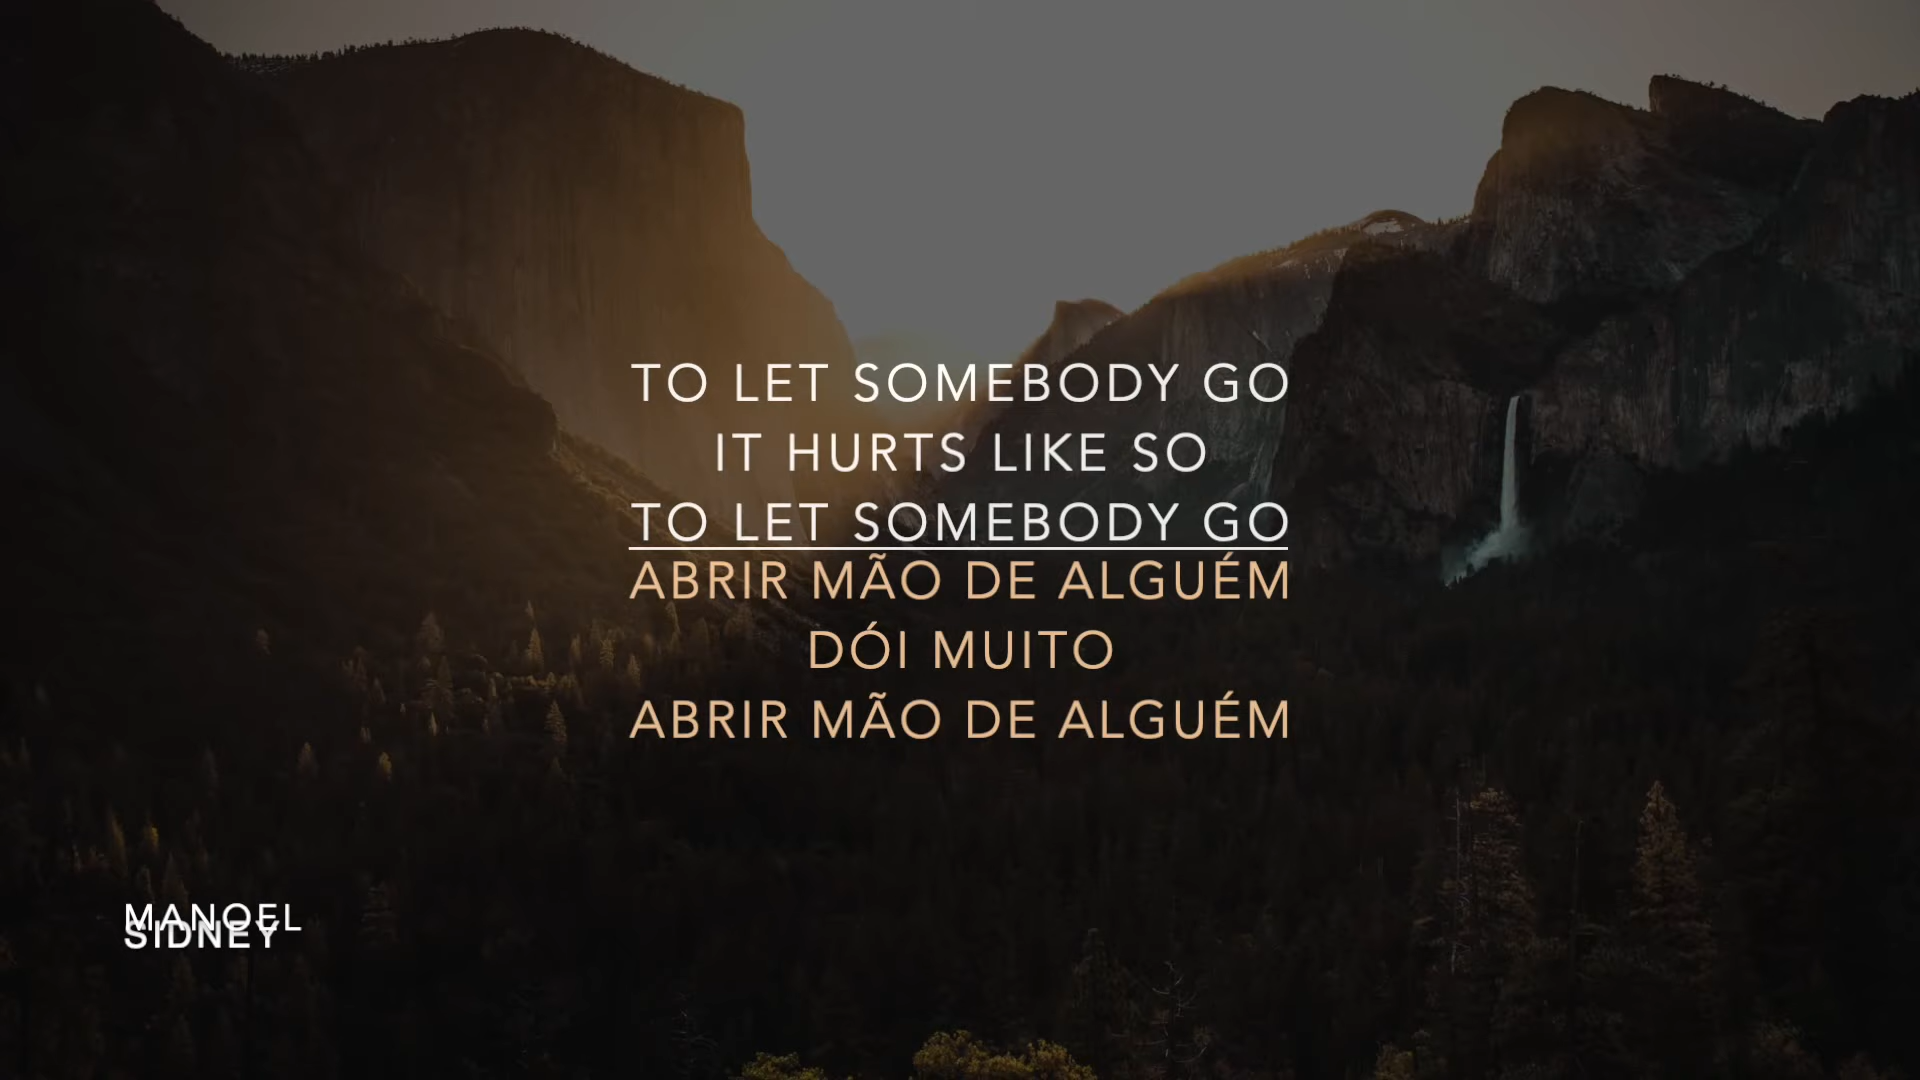 TO LET SOMEBODY GO
IT HURTS LIKE SO
TO LET SOMEBODY GO
ABRIR MÃO DE ALGUÉM
DÓI MUITO
ABRIR MÃO DE ALGUÉM
MANOEL
SIDNEY